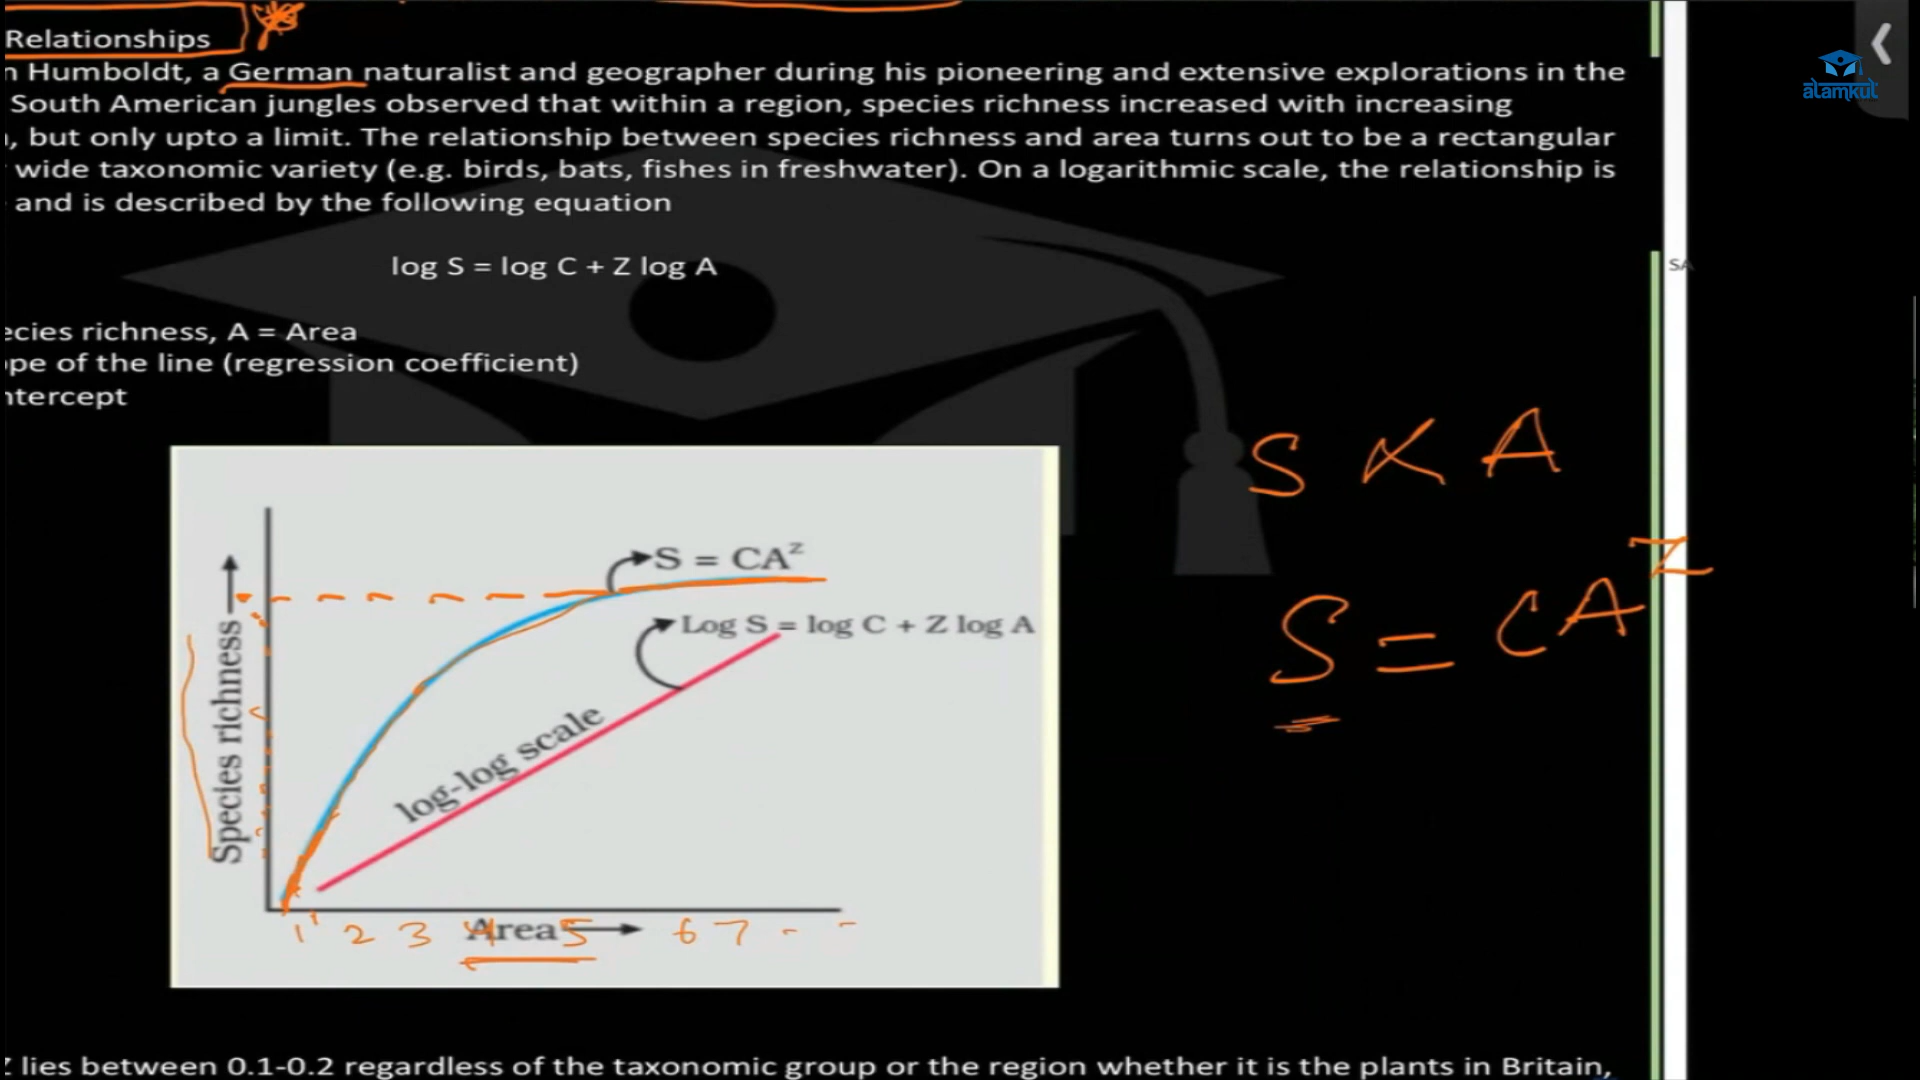 Relationships
n Humboldt, a German naturalist and geographer during his pioneering and extensive explorations in the
South American jungles observed that within a region, species richness increased with increasing
, but only upto a limit. The relationship between species richness and area turns out to be a rectangular
wide taxonomic variety (e.g. birds, bats, fishes in freshwater). On a logarithmic scale, the relationship is
and is described by the following equation
log S = log C + Z log A
ecies richness, A = Area
ope of the line (regression coefficient)
ntercept
S ∝ A
S = CA^Z
S = CA^Z
Log S = log C + Z log A
log-log scale
Species richness
1 2 3 4 5 6 7 - -
Area
Z lies between 0.1-0.2 regardless of the taxonomic group or the region whether it is the plants in Britain,
SA
alamkut